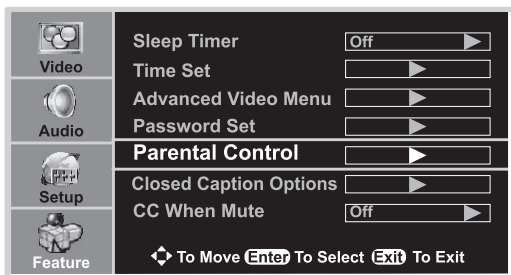 Video
Audio
Setup
Feature
Sleep Timer Off
Time Set
Advanced Video Menu
Password Set
Parental Control
Closed Caption Options
CC When Mute Off
To Move Enter To Select Exit To Exit